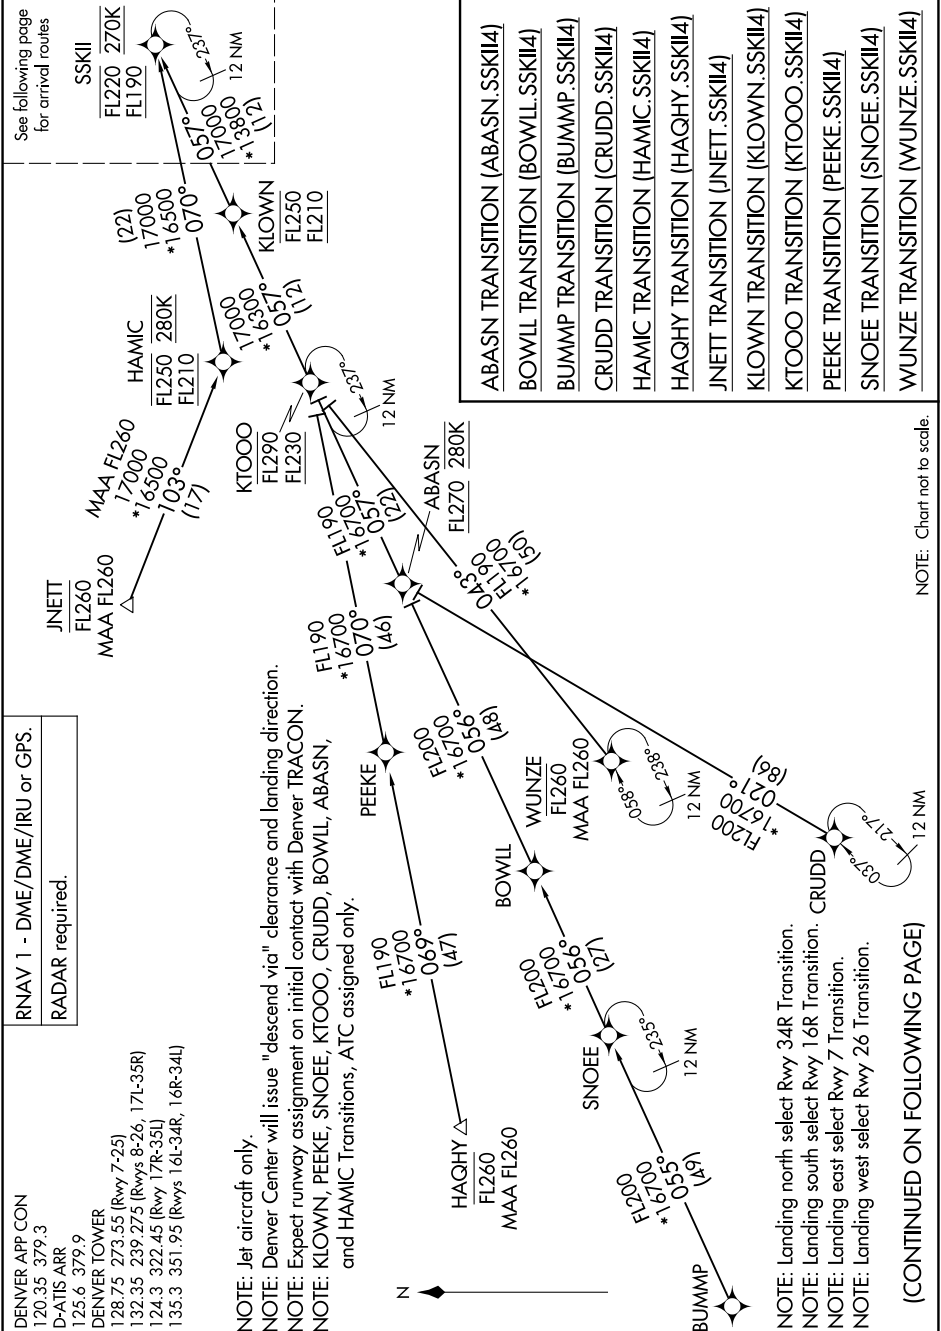 DENVER APP CON
120.35 379.3
D-ATIS ARR
125.6 379.9
DENVER TOWER
128.75 273.55 (Rwy 7-25)
132.35 239.275 (Rwys 8-26, 17L-35R)
124.3 322.45 (Rwy 17R-35L)
135.3 351.95 (Rwys 16L-34R, 16R-34L)
RNAV 1 - DME/DME/IRU or GPS.
RADAR required.
See following page
for arrival routes
SSKII
FL220 270K
FL190
237°
12 NM
057°
17000
*13800
(12)
KLOWN
FL250
FL210
(22)
17000
*16500
070°
HAMIC
FL250 280K
FL210
17000
*16300
057°
(12)
JNETT
FL260
MAA FL260
MAA FL260
17000
*16500
103°
(17)
KTOOO
FL290
FL230
237°
12 NM
FL190
*16700
057°
(22)
ABASN
FL270 280K
FL190
*16700
070°
(46)
043°
FL190
*16700
(50)
PEEKE
FL200
*16700
056°
(48)
WUNZE
FL260
MAA FL260
058°
238°
12 NM
FL200
*16700
021°
(86)
CRUDD
037°
217°
12 NM
BOWLL
FL190
*16700
069°
(47)
HAQHY
FL260
MAA FL260
FL200
*16700
056°
(27)
SNOEE
235°
12 NM
FL200
*16700
055°
(49)
BUMMP
N
NOTE: Jet aircraft only.
NOTE: Denver Center will issue "descend via" clearance and landing direction.
NOTE: Expect runway assignment on initial contact with Denver TRACON.
NOTE: KLOWN, PEEKE, SNOEE, KTOOO, CRUDD, BOWLL, ABASN,
and HAMIC Transitions, ATC assigned only.
NOTE: Landing north select Rwy 34R Transition.
NOTE: Landing south select Rwy 16R Transition.
NOTE: Landing east select Rwy 7 Transition.
NOTE: Landing west select Rwy 26 Transition.
(CONTINUED ON FOLLOWING PAGE)
ABASN TRANSITION (ABASN.SSKII4)
BOWLL TRANSITION (BOWLL.SSKII4)
BUMMP TRANSITION (BUMMP.SSKII4)
CRUDD TRANSITION (CRUDD.SSKII4)
HAMIC TRANSITION (HAMIC.SSKII4)
HAQHY TRANSITION (HAQHY.SSKII4)
JNETT TRANSITION (JNETT.SSKII4)
KLOWN TRANSITION (KLOWN.SSKII4)
KTOOO TRANSITION (KTOOO.SSKII4)
PEEKE TRANSITION (PEEKE.SSKII4)
SNOEE TRANSITION (SNOEE.SSKII4)
WUNZE TRANSITION (WUNZE.SSKII4)
NOTE: Chart not to scale.